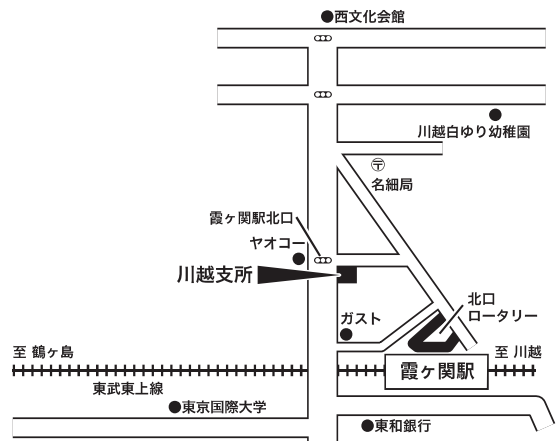 西文化会館
川越白ゆり幼稚園
〒
名細局
霞ヶ関駅北口
ヤオコー
川越支所
ガスト
北口
ロータリー
至 鶴ヶ島
至 川越
霞ヶ関駅
東武東上線
東京国際大学
東和銀行